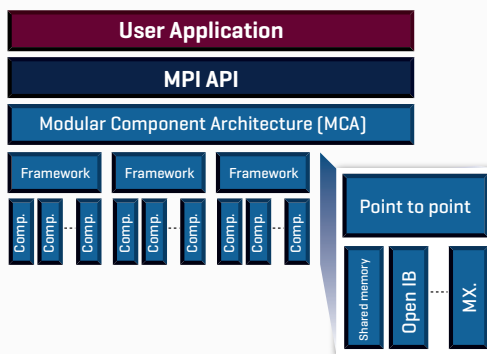 User Application
MPI API
Modular Component Architecture (MCA)
Framework
Framework
Framework
Comp.
Comp.
Comp.
Comp.
Comp.
Comp.
Comp.
Comp.
Comp.
Point to point
Shared memory
Open IB
MX.